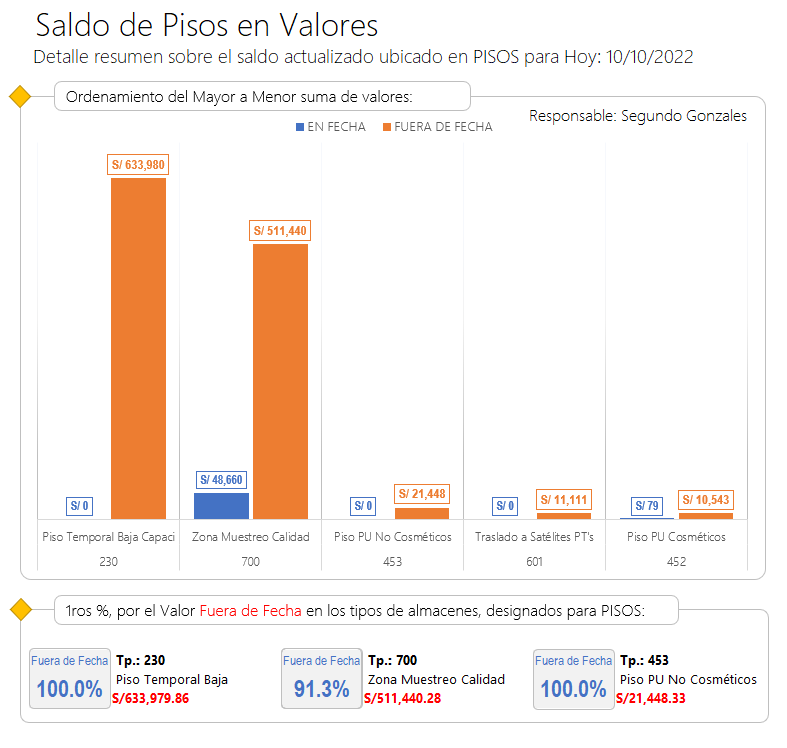 Saldo de Pisos en Valores
Detalle resumen sobre el saldo actualizado ubicado en PISOS para Hoy: 10/10/2022
Ordenamiento del Mayor a Menor suma de valores:
Responsable: Segundo Gonzales
EN FECHA FUERA DE FECHA
S/ 633,980
S/ 511,440
S/ 48,660
S/ 0
S/ 0
S/ 21,448
S/ 0
S/ 11,111
S/ 79
S/ 10,543
Piso Temporal Baja Capaci Zona Muestreo Calidad Piso PU No Cosméticos Traslado a Satélites PT's Piso PU Cosméticos
230 700 453 601 452
1ros %, por el Valor Fuera de Fecha en los tipos de almacenes, designados para PISOS:
Fuera de Fecha
100.0%
Tp.: 230
Piso Temporal Baja
S/633,979.86
Fuera de Fecha
91.3%
Tp.: 700
Zona Muestreo Calidad
S/511,440.28
Fuera de Fecha
100.0%
Tp.: 453
Piso PU No Cosméticos
S/21,448.33